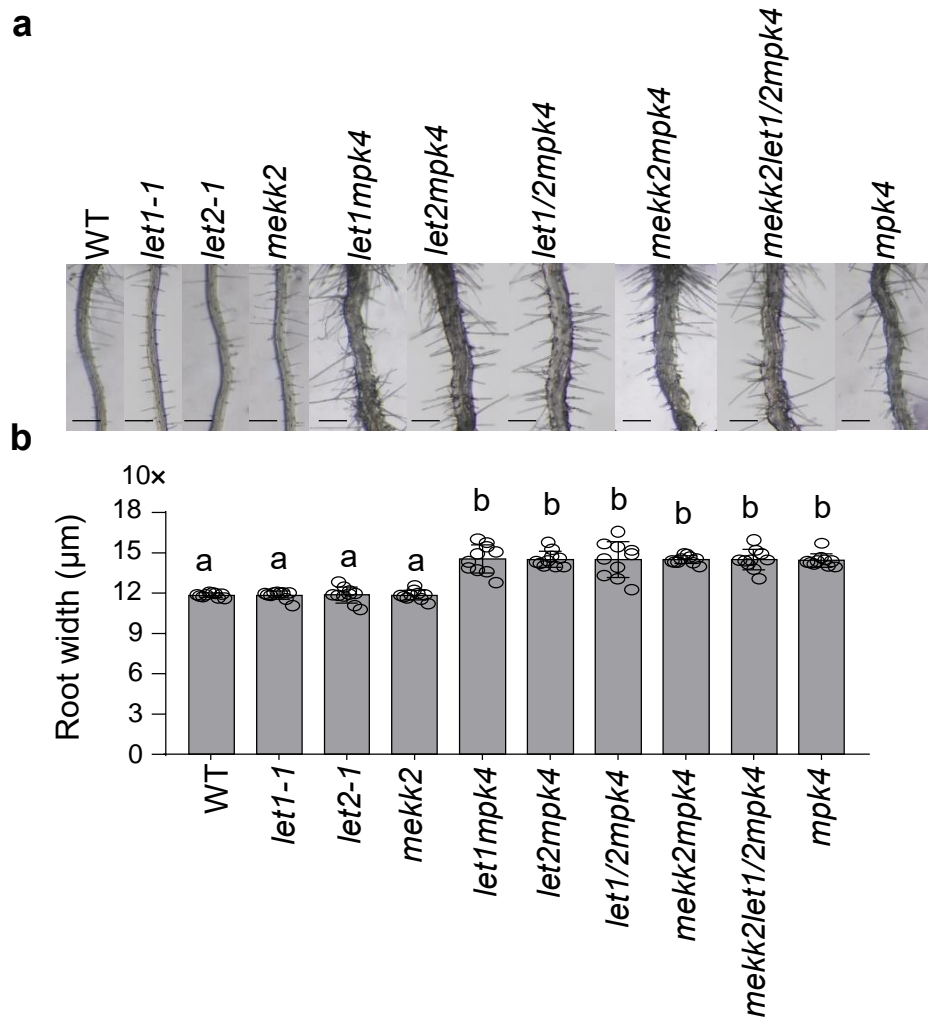 a
WT
let1-1
let2-1
mekk2
let1mpk4
let2mpk4
let1/2mpk4
mekk2mpk4
mekk2let1/2mpk4
mpk4
b
10×
Root width (µm)
18
15
12
9
6
3
0
a a a a b b b b b b
WT
let1-1
let2-1
mekk2
let1mpk4
let2mpk4
let1/2mpk4
mekk2mpk4
mekk2let1/2mpk4
mpk4